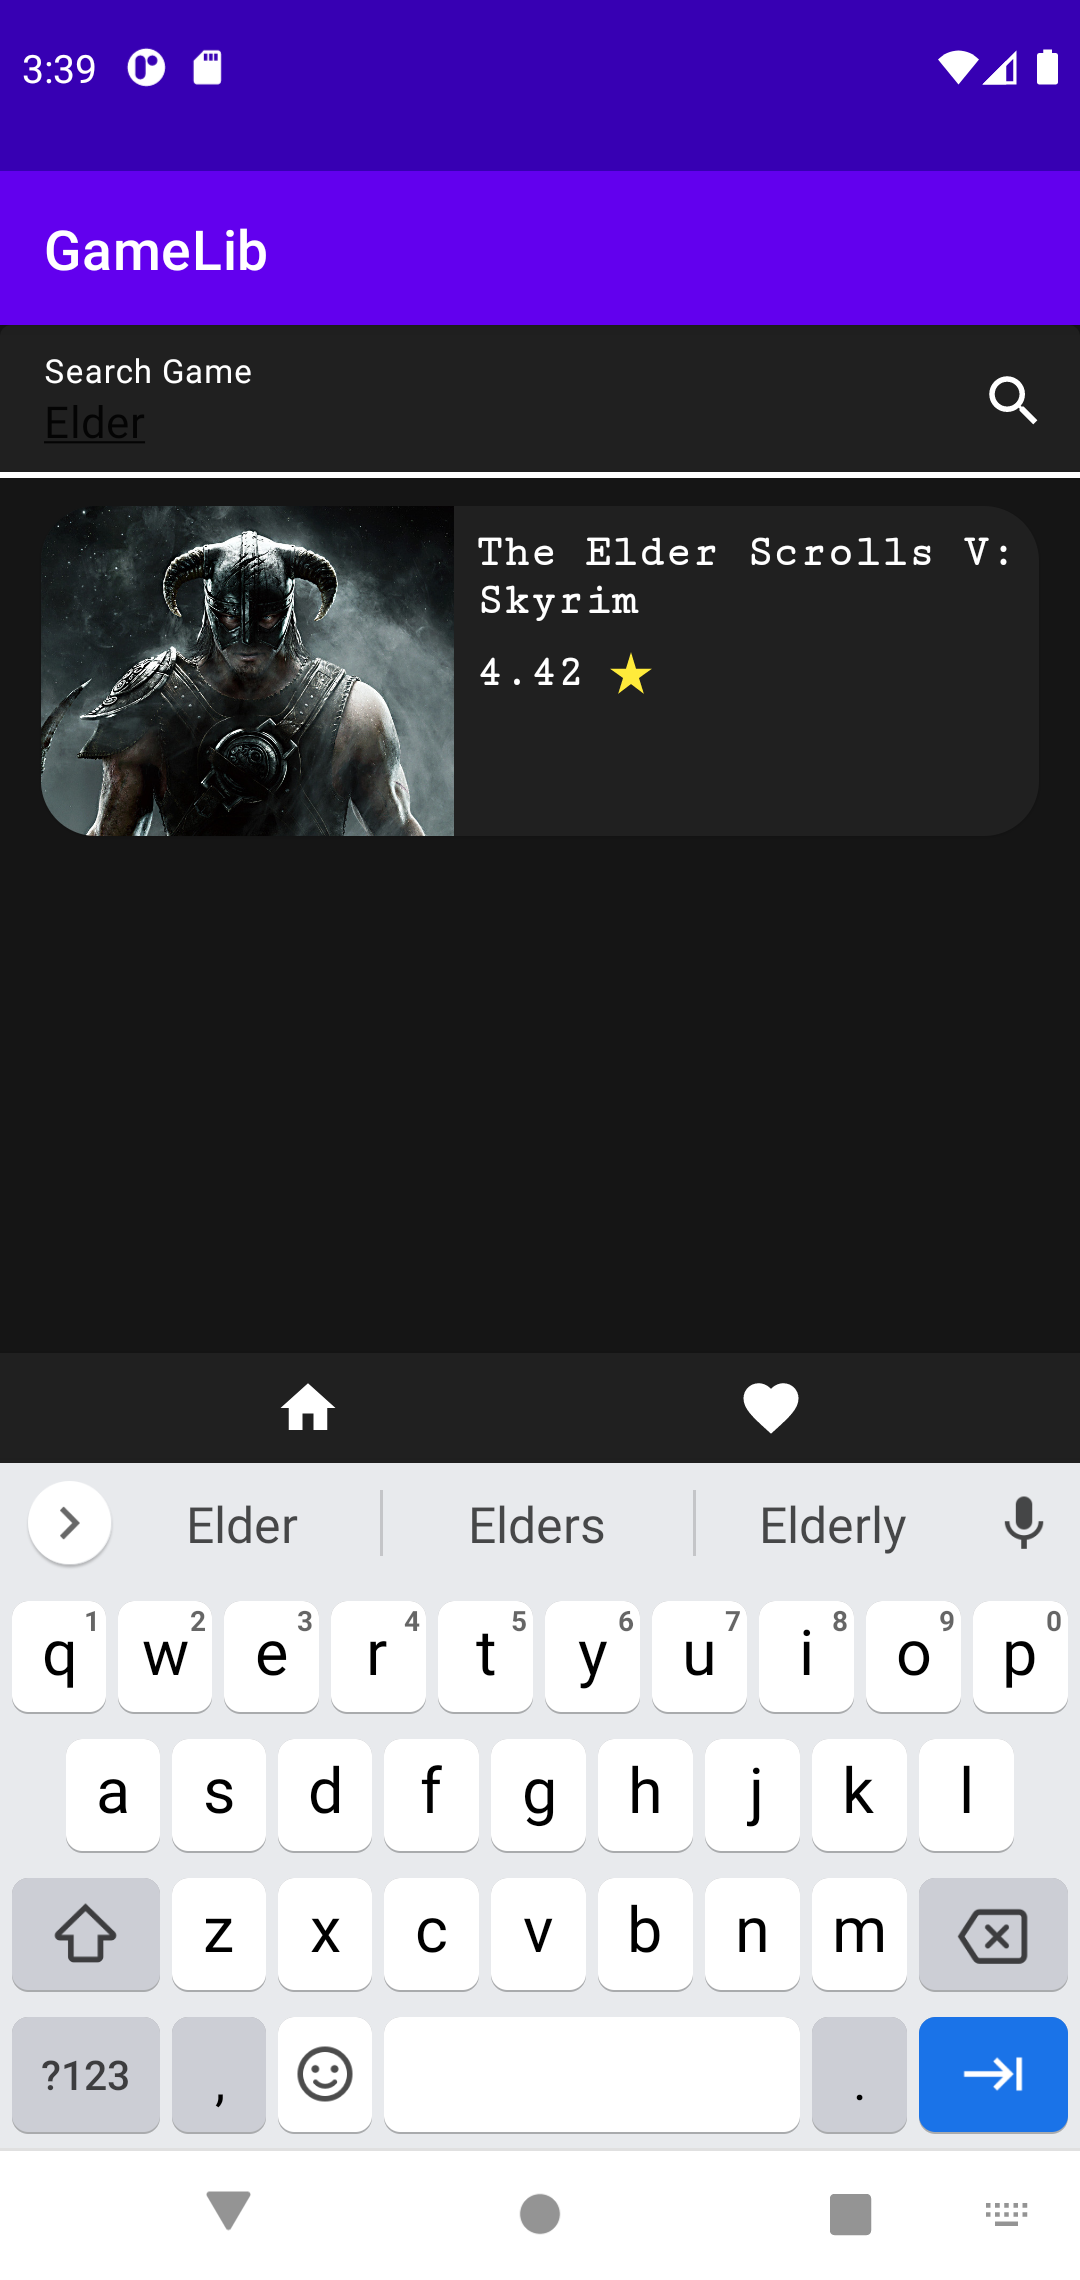 3:39
GameLib
Search Game
Elder
The Elder Scrolls V:
Skyrim
4.42
Elder Elders Elderly
q 1 w 2 e 3 r 4 t 5 y 6 u 7 i 8 o 9 p 0
a s d f g h j k l
z x c v b n m
?123 , .